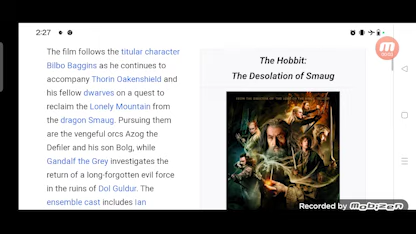 2:27
The film follows the titular character
Bilbo Baggins as he continues to
accompany Thorin Oakenshield and
his fellow dwarves on a quest to
reclaim the Lonely Mountain from
the dragon Smaug. Pursuing them
are the vengeful orcs Azog the
Defiler and his son Bolg, while
Gandalf the Grey investigates the
return of a long-forgotten evil force
in the ruins of Dol Guldur. The
ensemble cast includes Ian
The Hobbit:
The Desolation of Smaug
Recorded by MOBIZEN